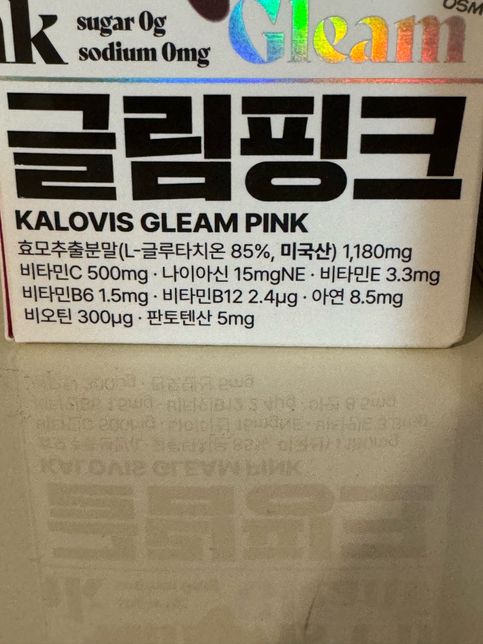 nk sugar 0g Gleam OSM
sodium 0mg
글림핑크
KALOVIS GLEAM PINK
효모추출분말(L-글루타치온 85%, 미국산) 1,180mg
비타민C 500mg · 나이아신 15mgNE · 비타민E 3.3mg
비타민B6 1.5mg · 비타민B12 2.4µg · 아연 8.5mg
비오틴 300µg · 판토텐산 5mg